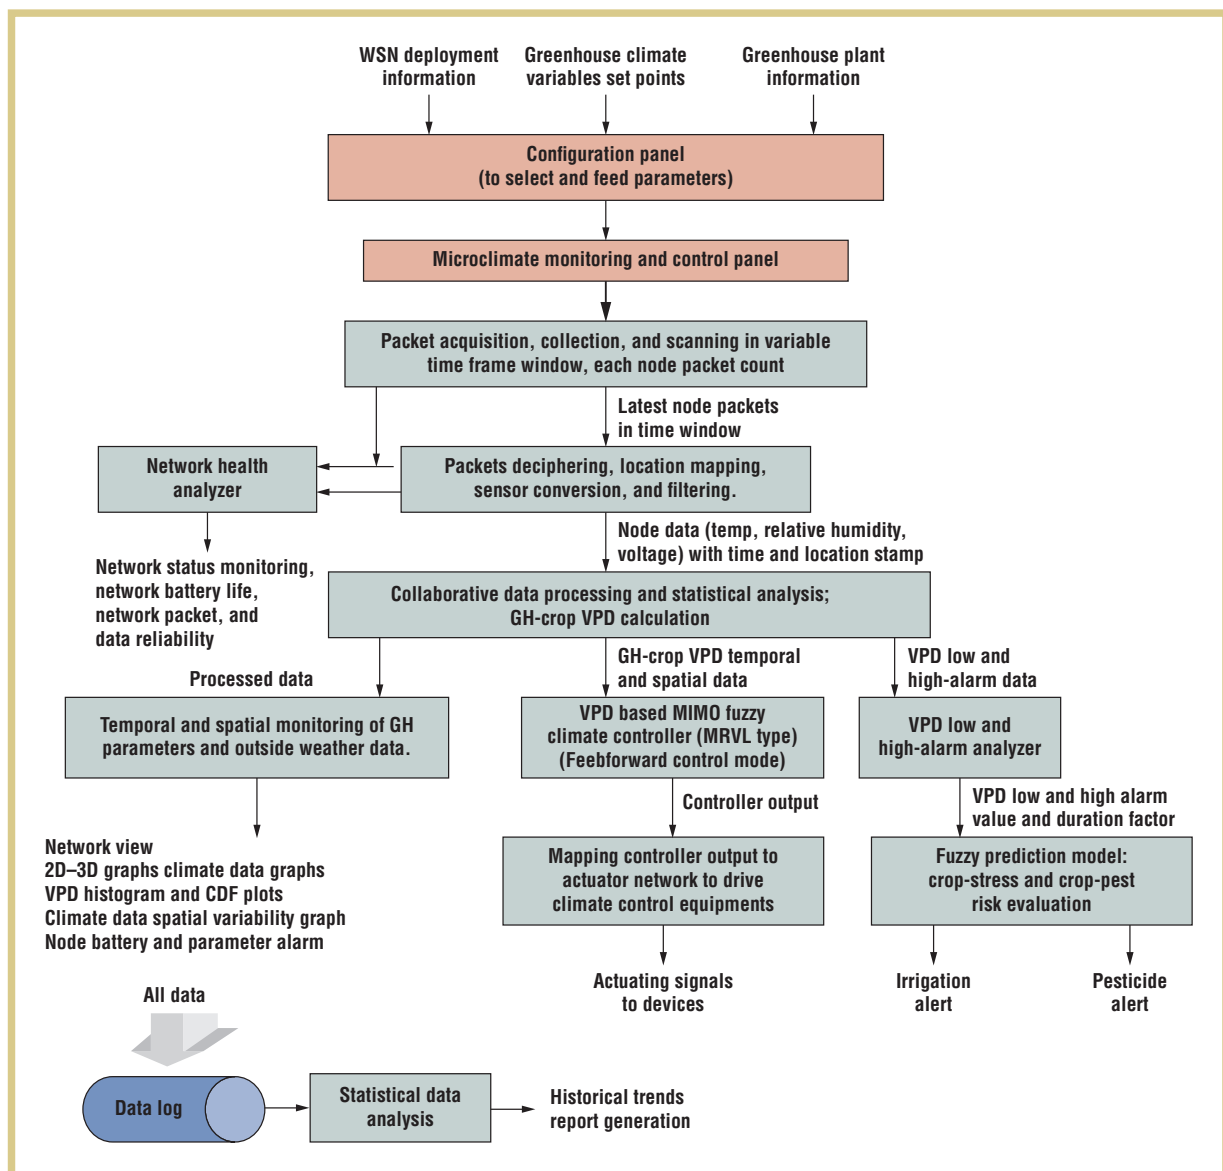 WSN deployment
information
Greenhouse climate
variables set points
Greenhouse plant
information
Configuration panel
(to select and feed parameters)
Microclimate monitoring and control panel
Packet acquisition, collection, and scanning in variable
time frame window, each node packet count
Latest node packets
in time window
Network health
analyzer
Packets deciphering, location mapping,
sensor conversion, and filtering.
Network status monitoring,
network battery life,
network packet, and
data reliability
Node data (temp, relative humidity,
voltage) with time and location stamp
Collaborative data processing and statistical analysis;
GH-crop VPD calculation
Processed data
GH-crop VPD temporal
and spatial data
VPD low and
high-alarm data
Temporal and spatial monitoring of GH
parameters and outside weather data.
VPD based MIMO fuzzy
climate controller (MRVL type)
(Feebforward control mode)
VPD low and
high-alarm analyzer
Controller output
VPD low and high alarm
value and duration factor
Network view
2D–3D graphs climate data graphs
VPD histogram and CDF plots
Climate data spatial variability graph
Node battery and parameter alarm
Mapping controller output to
actuator network to drive
climate control equipments
Fuzzy prediction model:
crop-stress and crop-pest
risk evaluation
Actuating signals
to devices
Irrigation
alert
Pesticide
alert
All data
Data log
Statistical data
analysis
Historical trends
report generation